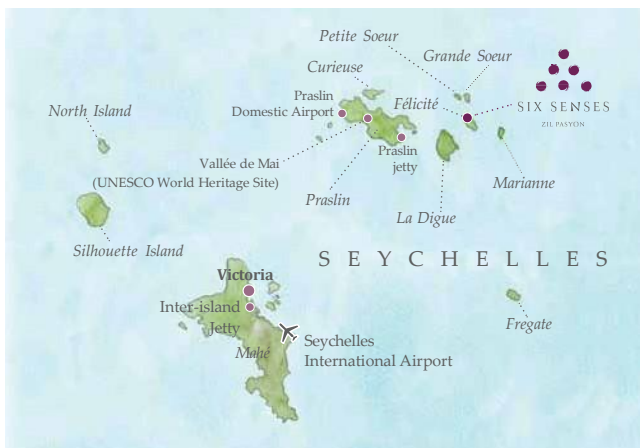 Petite Soeur
Grande Soeur
Curieuse
Praslin
Domestic Airport
Félicité
SIX SENSES
ZIL PASYON
North Island
Vallée de Mai
(UNESCO World Heritage Site)
Praslin
jetty
Marianne
Praslin
La Digue
Silhouette Island
SEYCHELLES
Victoria
Inter-island
Jetty
Fregate
Mahé
Seychelles
International Airport